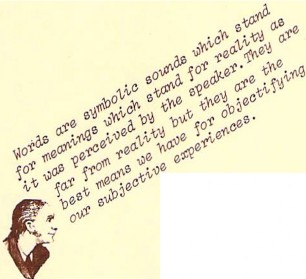 Words are symbolic sounds which stand
for meanings which stand for reality as
it was perceived by the speaker. They are
far from reality but they are the
best means we have for objectifying
our subjective experiences.